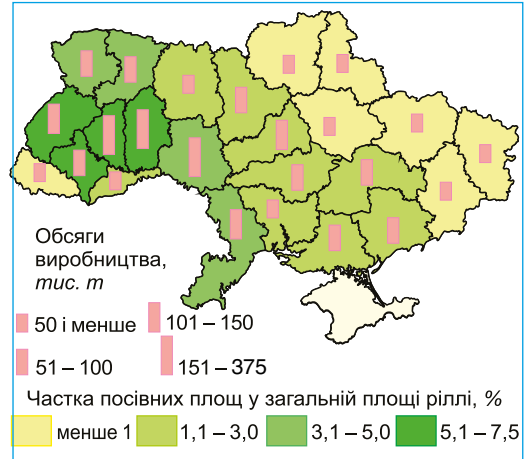 Обсяги
виробництва,
тис. т
50 і менше
101 – 150
51 – 100
151 – 375
Частка посівних площ у загальній площі ріллі, %
менше 1
1,1 – 3,0
3,1 – 5,0
5,1 – 7,5